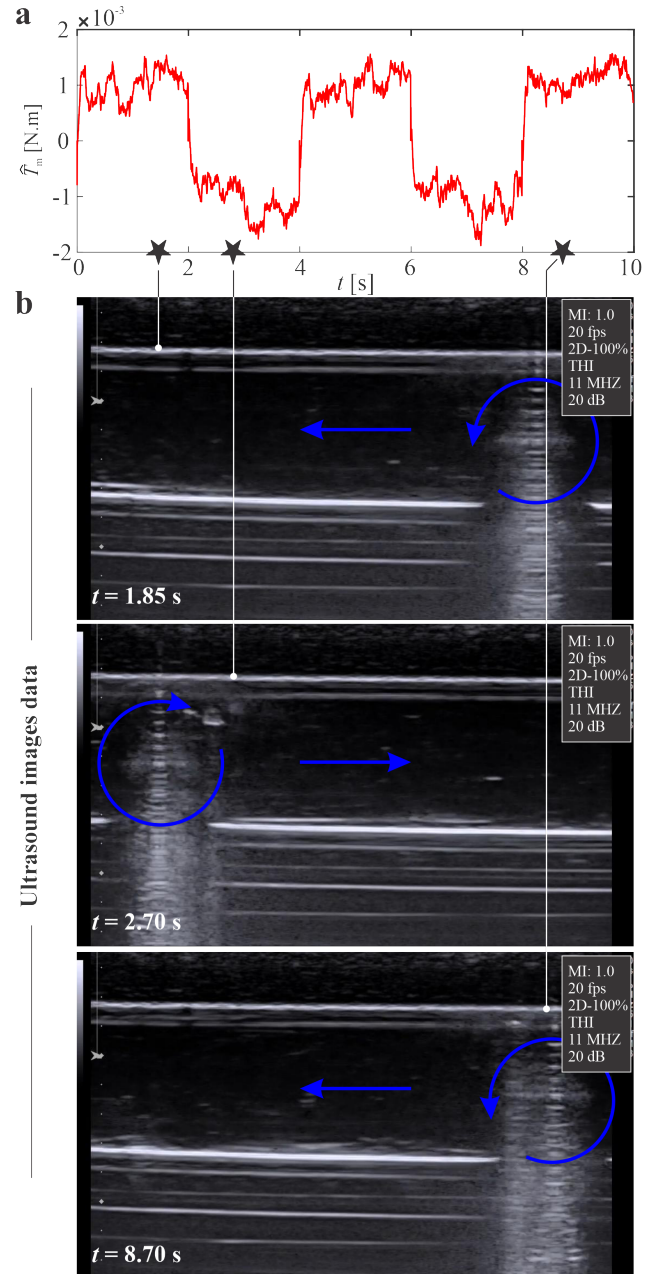 a
×10⁻³
2
1
0
-1
-2
T̂ₘ [N.m]
0 2 4 6 8 10
t [s]
b
Ultrasound images data
MI: 1.0
20 fps
2D-100%
THI
11 MHZ
20 dB
t = 1.85 s
MI: 1.0
20 fps
2D-100%
THI
11 MHZ
20 dB
t = 2.70 s
MI: 1.0
20 fps
2D-100%
THI
11 MHZ
20 dB
t = 8.70 s